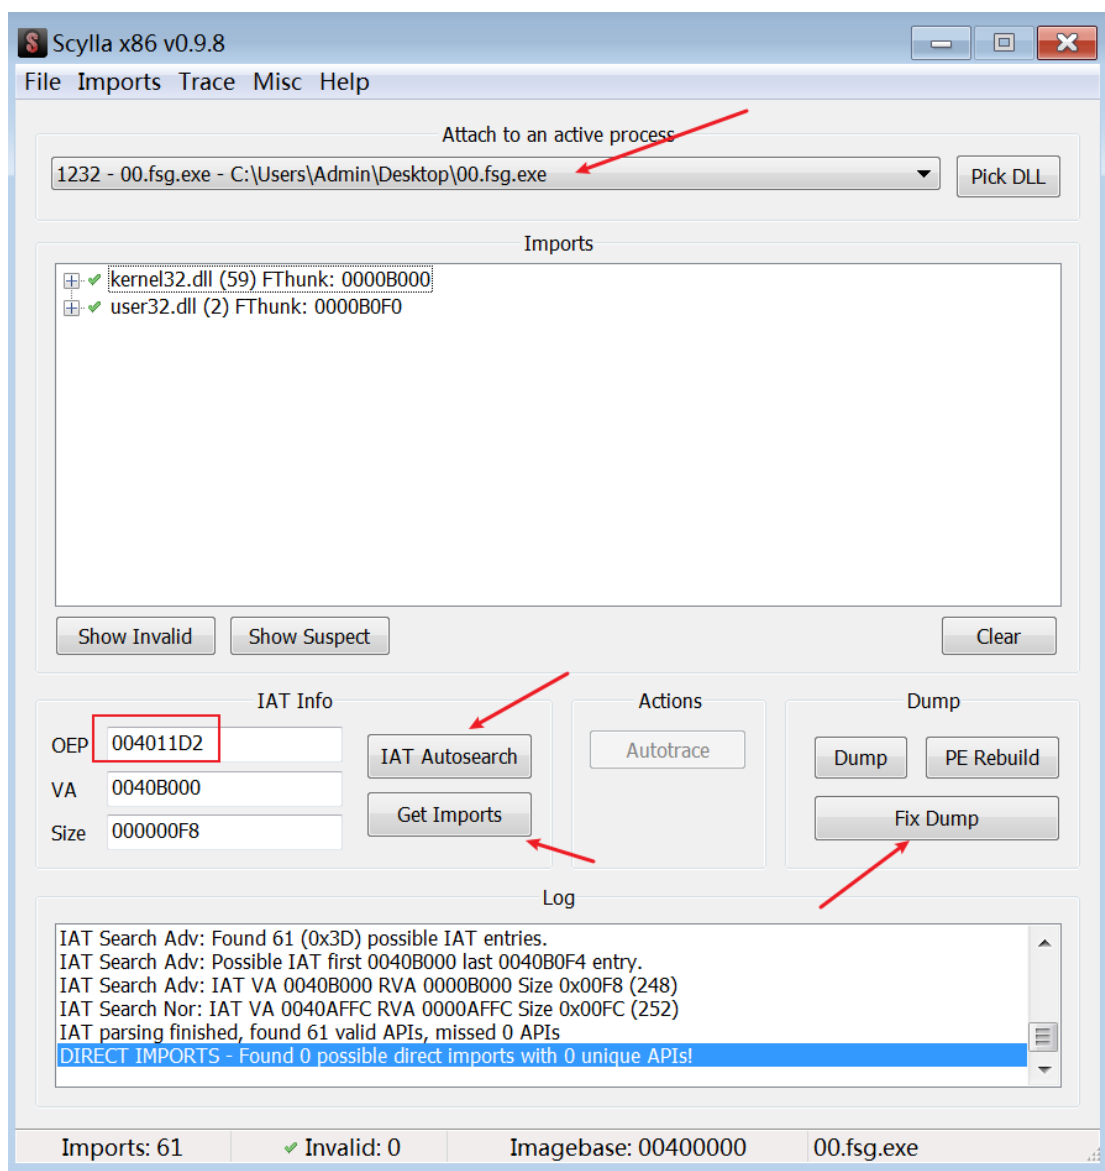 Scylla x86 v0.9.8
File Imports Trace Misc Help
Attach to an active process
1232 - 00.fsg.exe - C:\Users\Admin\Desktop\00.fsg.exe
Pick DLL
Imports
kernel32.dll (59) FThunk: 0000B000
user32.dll (2) FThunk: 0000B0F0
Show Invalid
Show Suspect
Clear
IAT Info
Actions
Dump
OEP 004011D2
IAT Autosearch
Autotrace
Dump
PE Rebuild
VA 0040B000
Get Imports
Fix Dump
Size 000000F8
Log
IAT Search Adv: Found 61 (0x3D) possible IAT entries.
IAT Search Adv: Possible IAT first 0040B000 last 0040B0F4 entry.
IAT Search Adv: IAT VA 0040B000 RVA 0000B000 Size 0x00F8 (248)
IAT Search Nor: IAT VA 0040AFFC RVA 0000AFFC Size 0x00FC (252)
IAT parsing finished, found 61 valid APIs, missed 0 APIs
DIRECT IMPORTS - Found 0 possible direct imports with 0 unique APIs!
Imports: 61
Invalid: 0
Imagebase: 00400000
00.fsg.exe